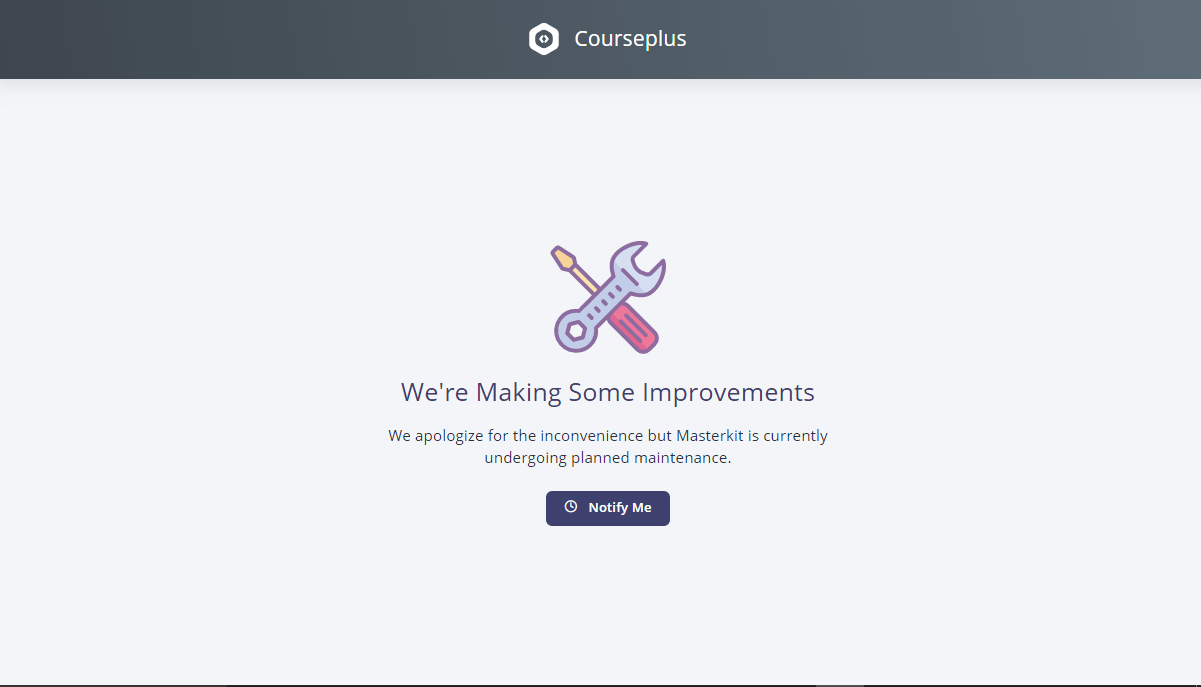 Courseplus
We're Making Some Improvements
We apologize for the inconvenience but Masterkit is currently
undergoing planned maintenance.
Notify Me